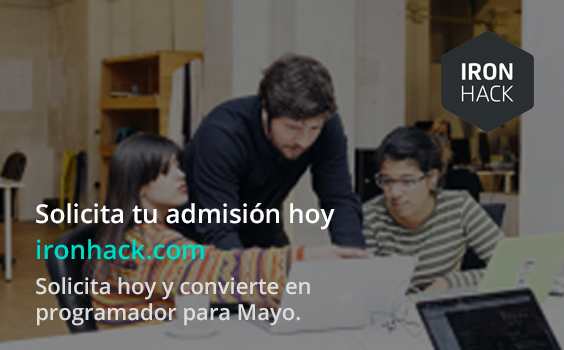 IRON
HACK
Solicita tu admisión hoy
ironhack.com
Solicita hoy y convierte en
programador para Mayo.